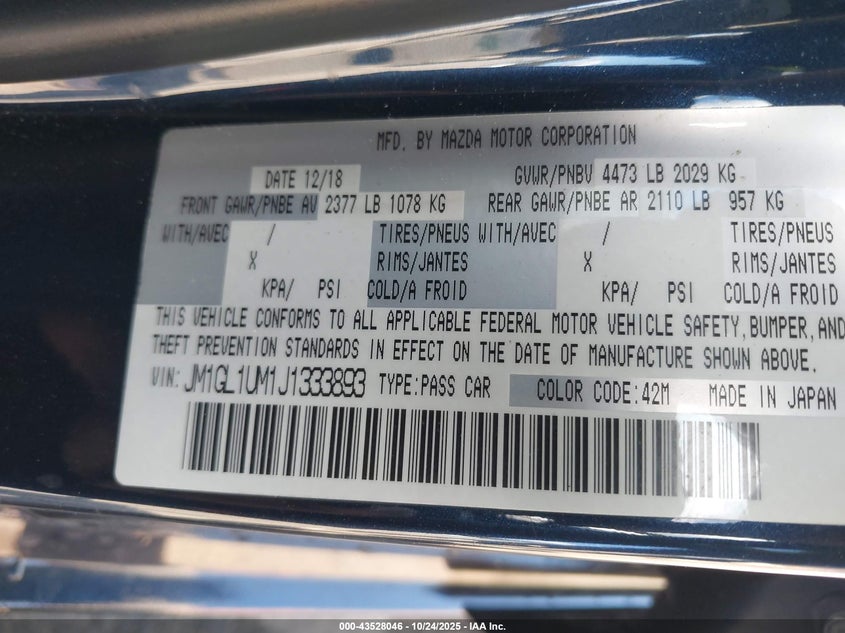 MFD. BY MAZDA MOTOR CORPORATION
DATE 12/18 GVWR/PNBV 4473 LB 2029 KG
FRONT GAWR/PNBE AV 2377 LB 1078 KG REAR GAWR/PNBE AR 2110 LB 957 KG
WITH/AVEC / TIRES/PNEUS WITH/AVEC / TIRES/PNEUS
X RIMS/JANTES X RIMS/JANTES
KPA/ PSI COLD/A FROID KPA/ PSI COLD/A FROID
THIS VEHICLE CONFORMS TO ALL APPLICABLE FEDERAL MOTOR VEHICLE SAFETY, BUMPER, AND
THEFT PREVENTION STANDARDS IN EFFECT ON THE DATE OF MANUFACTURE SHOWN ABOVE.
VIN: JM1GL1UM1J1333893 TYPE:PASS CAR COLOR CODE:42M MADE IN JAPAN
000-43528046 - 10/24/2025 - IAAI.COM